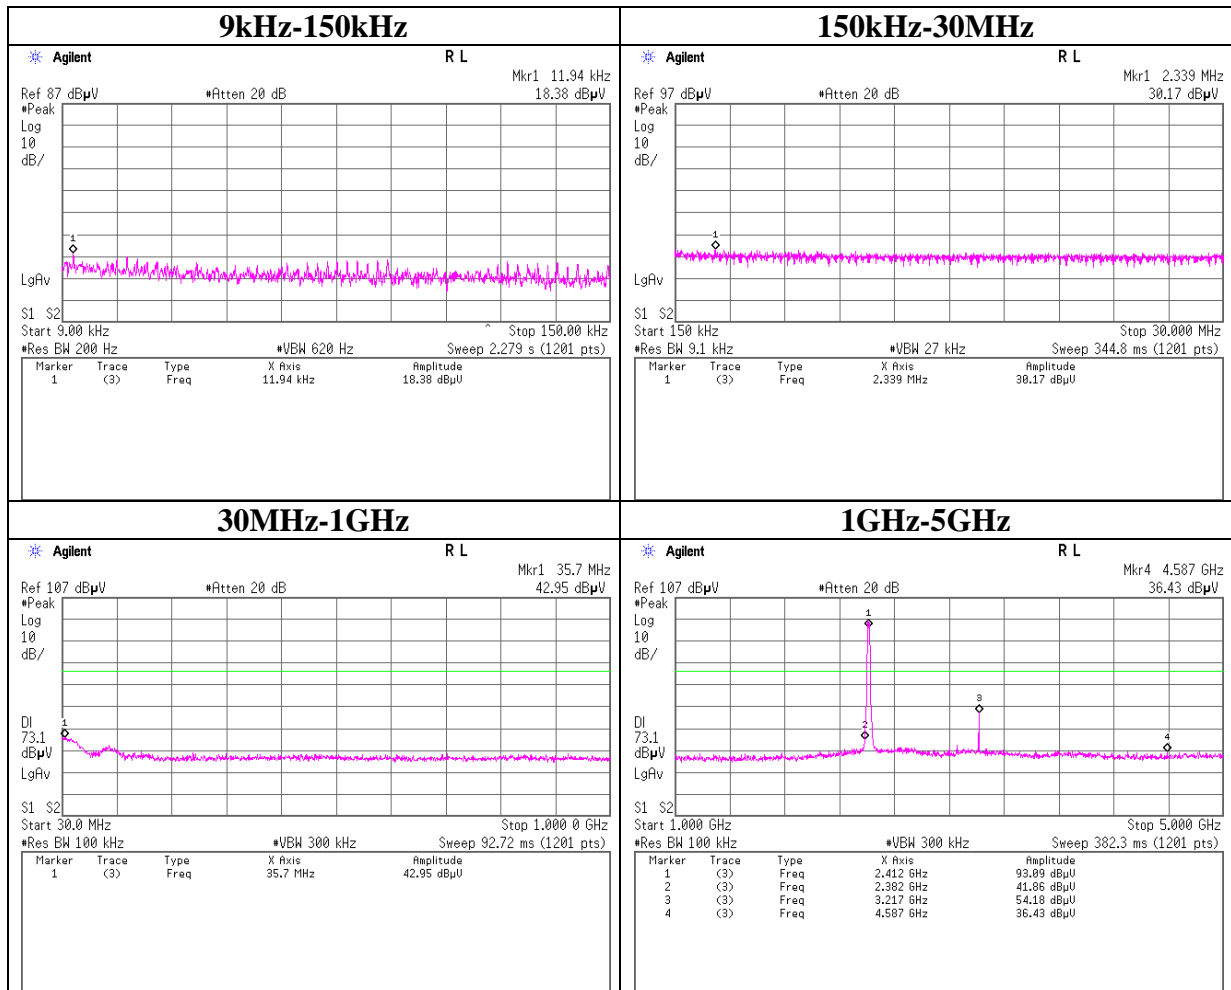 9kHz-150kHz
Agilent
R L
Mkr1 11.94 kHz
Ref 87 dBµV
#Atten 20 dB
18.38 dBµV
#Peak
Log
10
dB/
1
LgAv
S1 S2
Start 9.00 kHz
^
Stop 150.00 kHz
#Res BW 200 Hz
#VBW 620 Hz
Sweep 2.279 s (1201 pts)
Marker Trace Type X Axis Amplitude
1 (3) Freq 11.94 kHz 18.38 dBµV
150kHz-30MHz
Agilent
R L
Mkr1 2.339 MHz
Ref 97 dBµV
#Atten 20 dB
30.17 dBµV
#Peak
Log
10
dB/
1
LgAv
S1 S2
Start 150 kHz
Stop 30.000 MHz
#Res BW 9.1 kHz
#VBW 27 kHz
Sweep 344.8 ms (1201 pts)
Marker Trace Type X Axis Amplitude
1 (3) Freq 2.339 MHz 30.17 dBµV
30MHz-1GHz
Agilent
R L
Mkr1 35.7 MHz
Ref 107 dBµV
#Atten 20 dB
42.95 dBµV
#Peak
Log
10
dB/
1
DI
73.1
dBµV
LgAv
S1 S2
Start 30.0 MHz
Stop 1.000 0 GHz
#Res BW 100 kHz
#VBW 300 kHz
Sweep 92.72 ms (1201 pts)
Marker Trace Type X Axis Amplitude
1 (3) Freq 35.7 MHz 42.95 dBµV
1GHz-5GHz
Agilent
R L
Mkr4 4.587 GHz
Ref 107 dBµV
#Atten 20 dB
36.43 dBµV
#Peak
Log
10
dB/
1
3
2
4
DI
73.1
dBµV
LgAv
S1 S2
Start 1.000 GHz
Stop 5.000 GHz
#Res BW 100 kHz
#VBW 300 kHz
Sweep 382.3 ms (1201 pts)
Marker Trace Type X Axis Amplitude
1 (3) Freq 2.412 GHz 93.09 dBµV
2 (3) Freq 2.382 GHz 41.86 dBµV
3 (3) Freq 3.217 GHz 54.18 dBµV
4 (3) Freq 4.587 GHz 36.43 dBµV